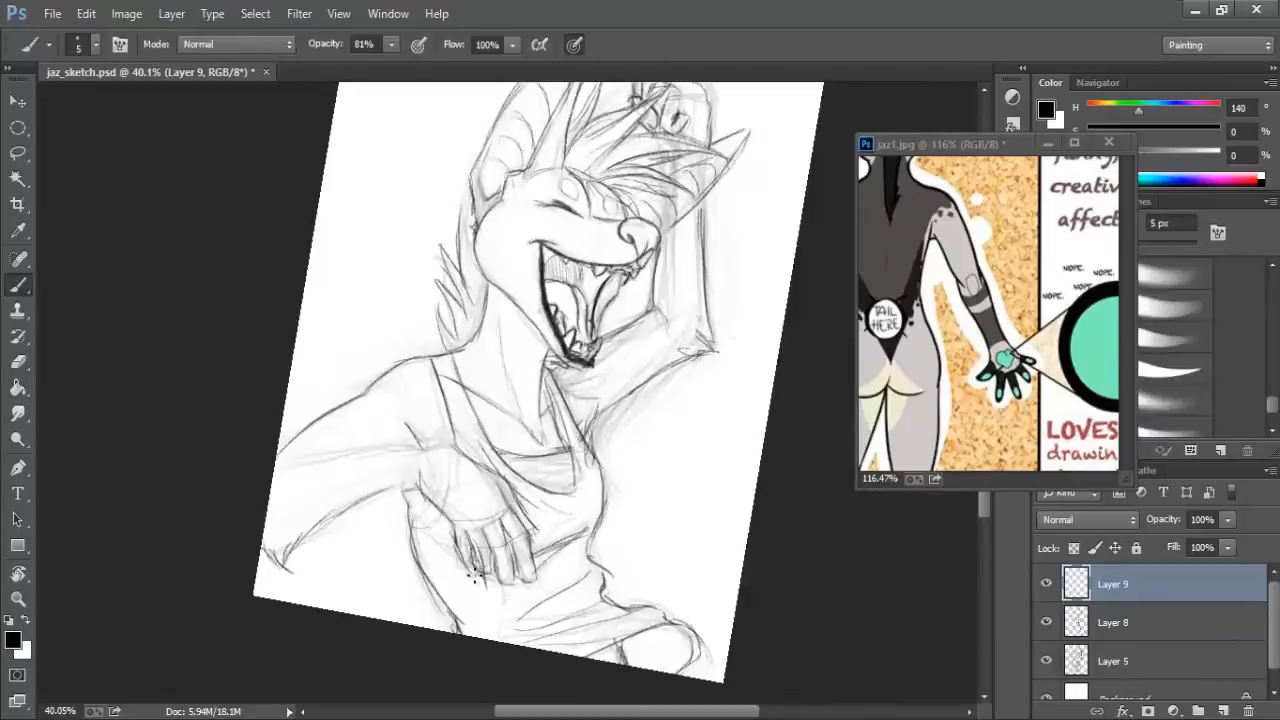 Ps File Edit Image Layer Type Select Filter View Window Help
5 Mode: Normal Opacity: 81% Flow: 100% Painting
jaz_sketch.psd @ 40.1% (Layer 9, RGB/8*) * ×
Color Navigator
H 140 °
S 0 %
0 %
Ps jaz1.jpg @ 116% (RGB/8) *
creativ
affect
NOPE. NOPE.
NOPE.
NOPE.
TAIL
HERE
LOVES
drawin
116.47%
5 px
Normal Opacity: 100%
Lock: Fill: 100%
Layer 9
Layer 8
Layer 5
Background
40.05% Doc: 5.94M/18.1M